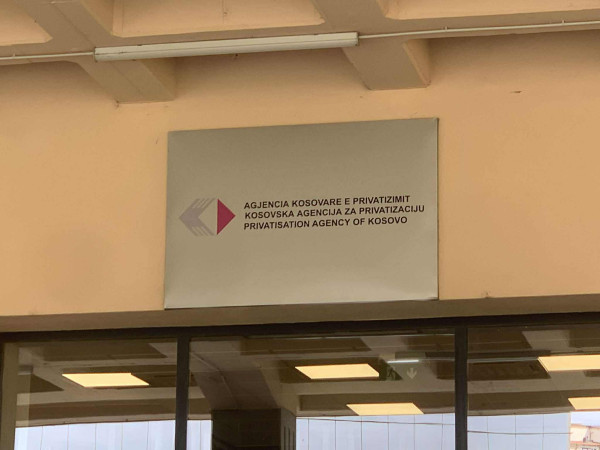 AGJENCIA KOSOVARE E PRIVATIZIMIT
KOSOVSKA AGENCIJA ZA PRIVATIZACIJU
PRIVATISATION AGENCY OF KOSOVO